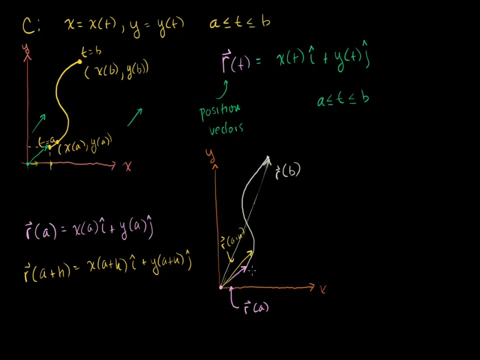 C: x = x(t), y = y(t) a ≤ t ≤ b
y
t=b
(x(b), y(b))
t=a
(x(a), y(a))
x
r⃗(t) = x(t) î + y(t) ĵ
position
vectors
a ≤ t ≤ b
r⃗(a) = x(a) î + y(a) ĵ
r⃗(a+h) = x(a+h) î + y(a+h) ĵ
y
r⃗(b)
r⃗(a+h)
x
r⃗(a)